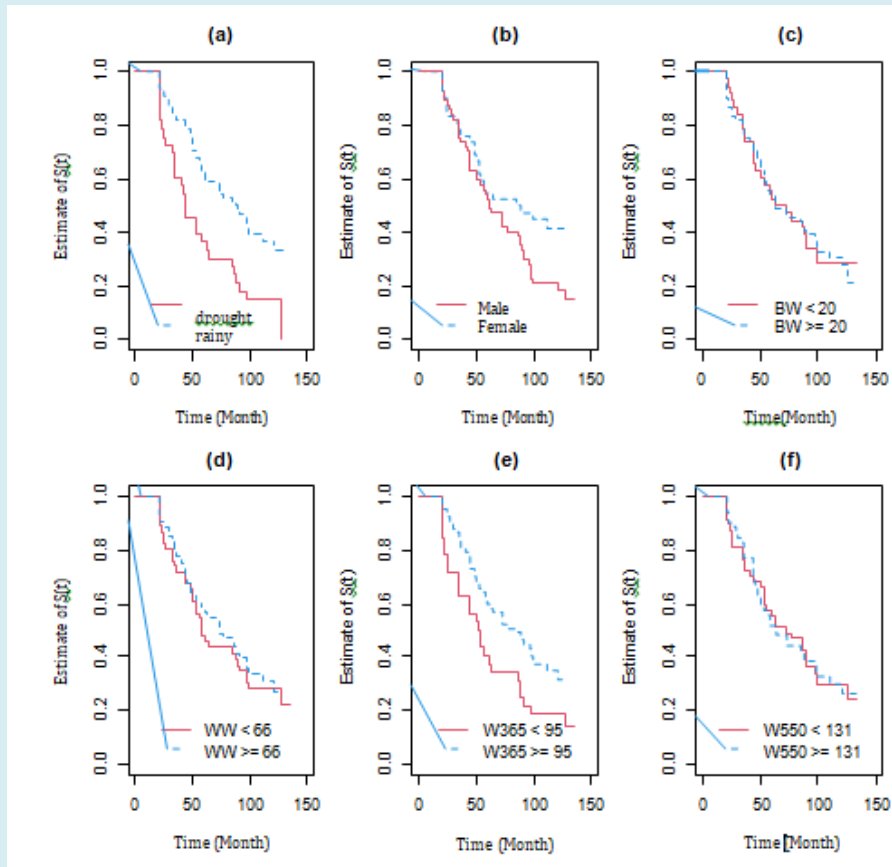 (a)
Estimate of S(t)
1.0
0.8
0.6
0.4
0.2
0.0
drought
rainy
0 50 100 150
Time (Month)
(b)
Estimate of S(t)
1.0
0.8
0.6
0.4
0.2
0.0
Male
Female
0 50 100 150
Time (Month)
(c)
Estimate of S(t)
1.0
0.8
0.6
0.4
0.2
0.0
BW < 20
BW >= 20
0 50 100 150
Time(Month)
(d)
Estimate of S(t)
1.0
0.8
0.6
0.4
0.2
0.0
WW < 66
WW >= 66
0 50 100 150
Time (Month)
(e)
Estimate of S(t)
1.0
0.8
0.6
0.4
0.2
0.0
W365 < 95
W365 >= 95
0 50 100 150
Time (Month)
(f)
Estimate of S(t)
1.0
0.8
0.6
0.4
0.2
0.0
W550 < 131
W550 >= 131
0 50 100 150
Time (Month)